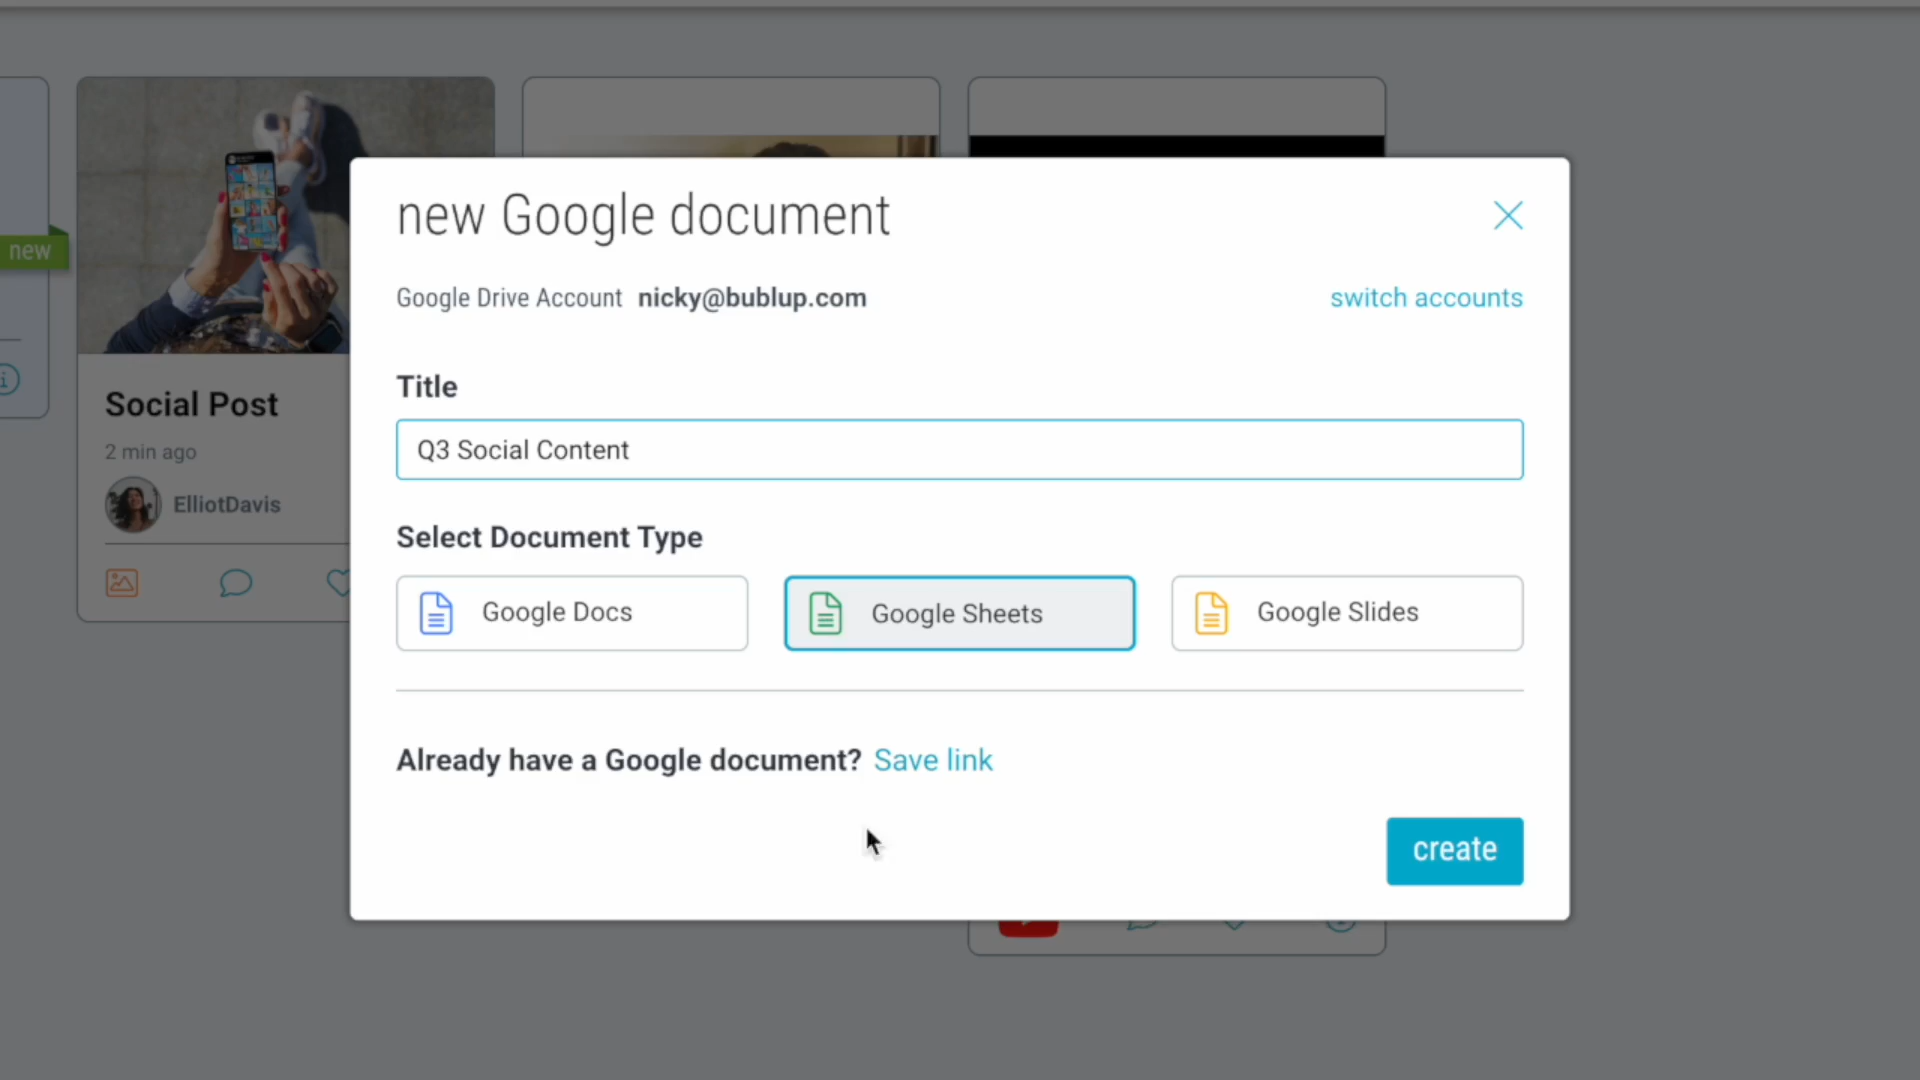 new Google document
Google Drive Account nicky@bublup.com
switch accounts
Title
Q3 Social Content
Select Document Type
Google Docs
Google Sheets
Google Slides
Already have a Google document? Save link
create
new
Social Post
2 min ago
ElliotDavis